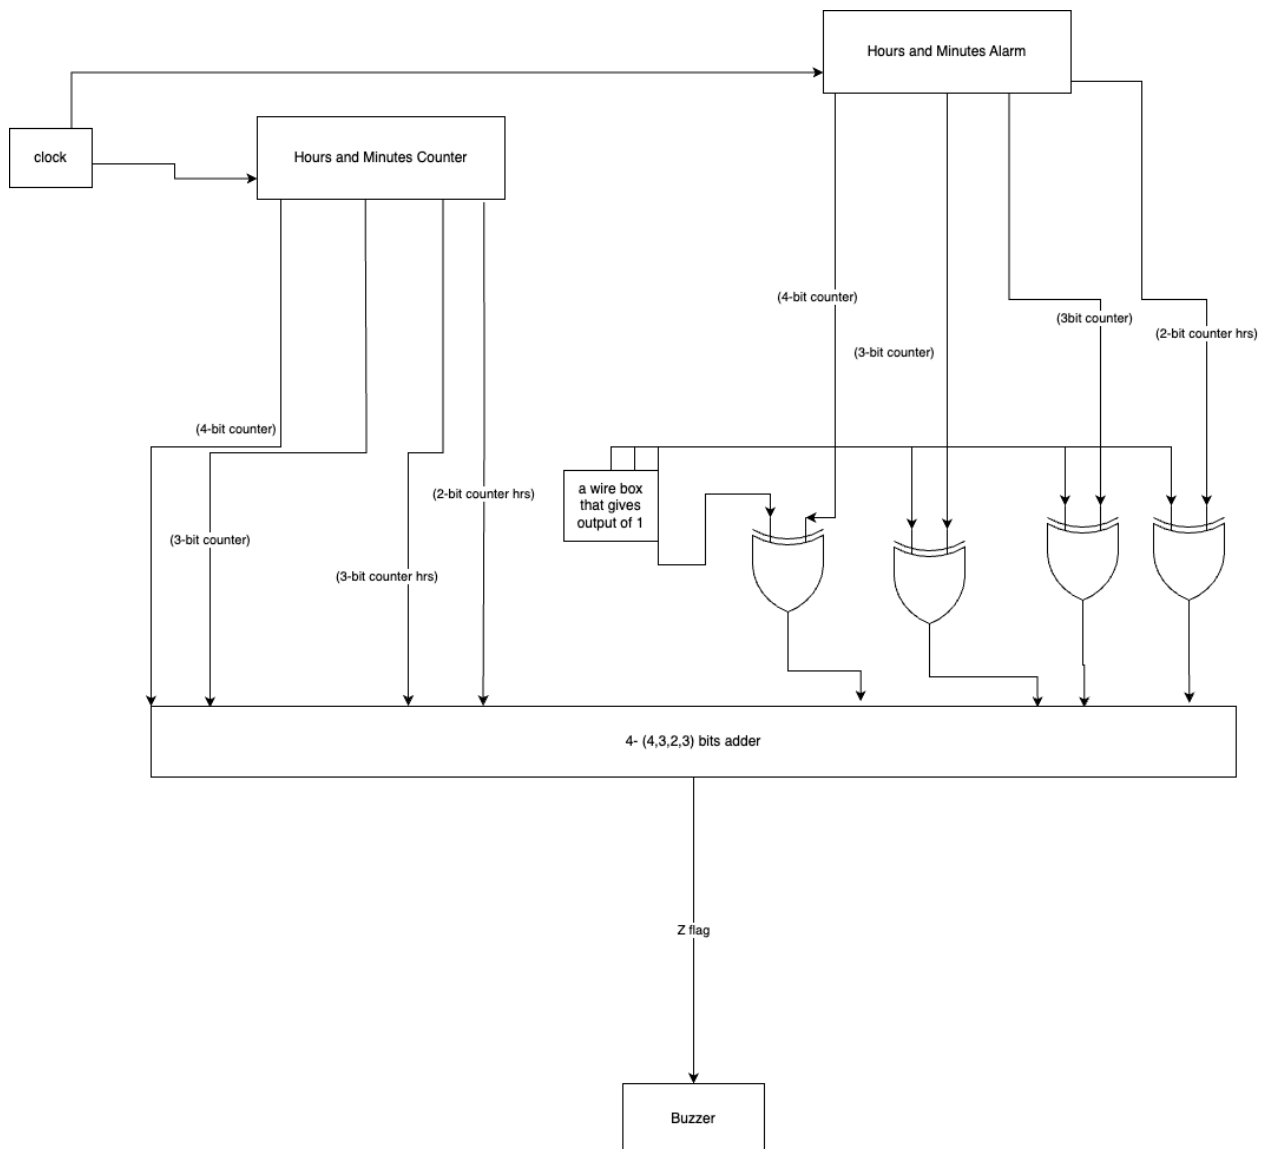 Hours and Minutes Alarm
clock
Hours and Minutes Counter
(4-bit counter)
(3bit counter)
(2-bit counter hrs)
(3-bit counter)
(4-bit counter)
(2-bit counter hrs)
a wire box
that gives
output of 1
(3-bit counter)
(3-bit counter hrs)
4- (4,3,2,3) bits adder
Z flag
Buzzer